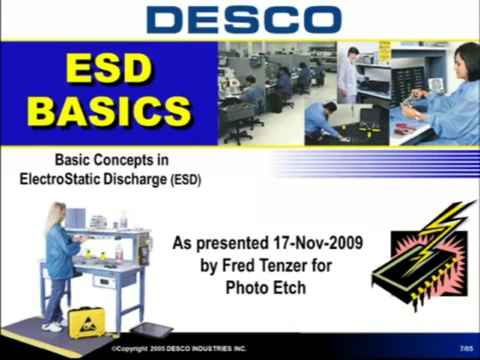 DESCO
ESD
BASICS
Basic Concepts in
ElectroStatic Discharge (ESD)
As presented 17-Nov-2009
by Fred Tenzer for
Photo Etch
©Copyright 2005 DESCO INDUSTRIES INC.
7/05